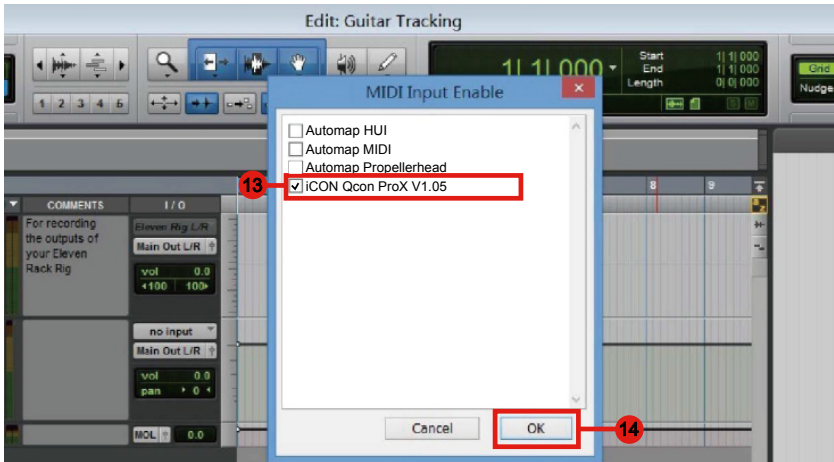 Edit: Guitar Tracking
1| 1| 000
Start 1| 1| 000
End 1| 1| 000
Length 0| 0| 000
Grid
Nudge
1 2 3 4 5
MIDI Input Enable
Automap HUI
Automap MIDI
Automap Propellerhead
13
iCON Qcon ProX V1.05
8 9
COMMENTS I / O
For recording
the outputs of
your Eleven
Rack Rig
Eleven Rig L/R
Main Out L/R
vol 0.0
100 100
no input
Main Out L/R
vol 0.0
pan 0
Cancel OK
14
MOL 0.0